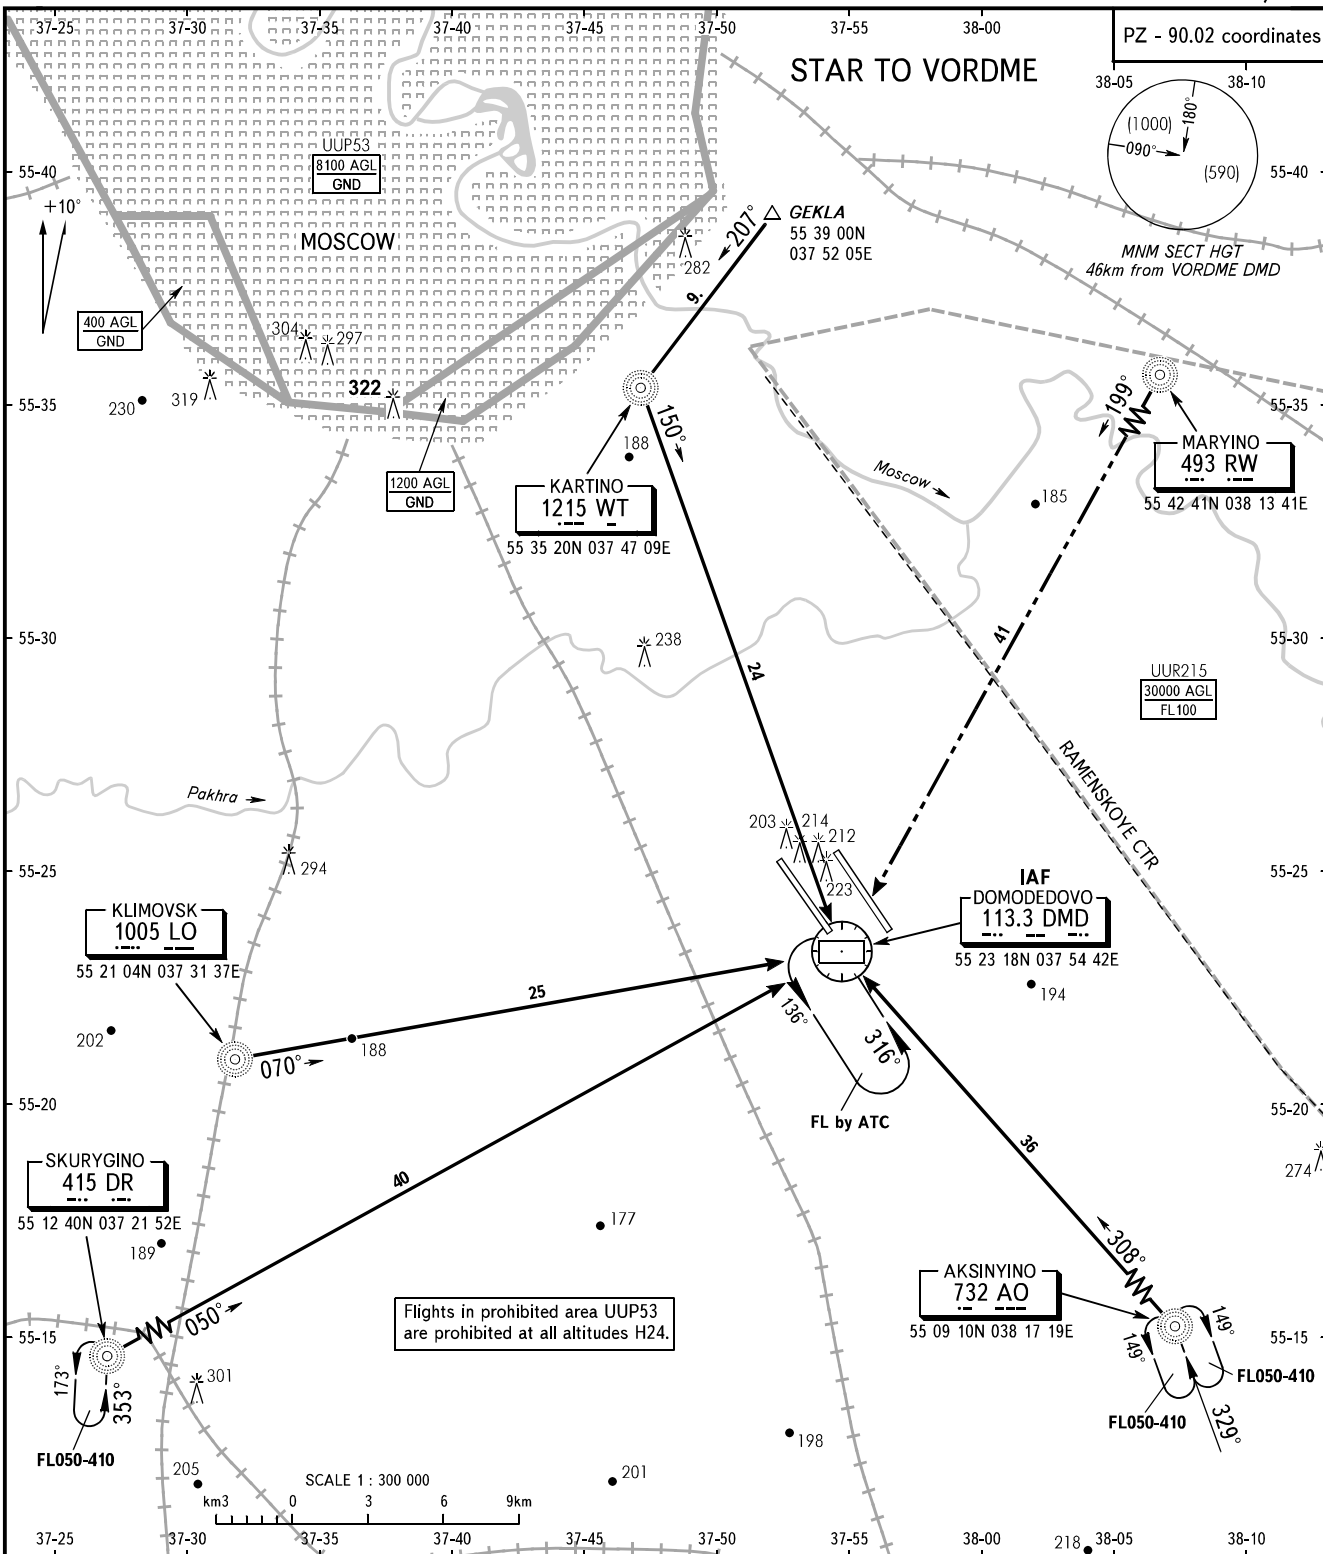 37-25
37-30
37-35
37-40
37-50
37-55
38-00
PZ - 90.02 coordinates
STAR TO VORDME
38-05
38-10
(1000)
180°
090°
(590)
MNM SECT HGT
46km from VORDME DMD
55-40
55-40
+10°
UUP53
8100 AGL
GND
MOSCOW
207°
GEKLA
55 39 00N
037 52 05E
282
9.
400 AGL
GND
304
297
319
230
322
55-35
55-35
1200 AGL
GND
150°
188
KARTINO
1215 WT
55 35 20N 037 47 09E
Moscow
199°
MARYINO
493 RW
55 42 41N 038 13 41E
185
55-30
55-30
238
24
41
UUR215
30000 AGL
FL100
RAMENSKOYE CTR
Pakhra
294
203
214
212
223
55-25
55-25
IAF
DOMODEDOVO
113.3 DMD
55 23 18N 037 54 42E
194
KLIMOVSK
1005 LO
55 21 04N 037 31 37E
202
25
188
070°
136°
316°
FL by ATC
55-20
55-20
274
36
SKURYGINO
415 DR
55 12 40N 037 21 52E
189
40
177
050°
Flights in prohibited area UUP53
are prohibited at all altitudes H24.
308°
AKSINYINO
732 AO
55 09 10N 038 17 19E
149°
149°
FL050-410
FL050-410
329°
55-15
55-15
173°
353°
FL050-410
301
205
198
201
218
SCALE 1 : 300 000
km3
0
3
6
9km
37-25
37-30
37-35
37-40
37-45
37-50
37-55
38-00
38-05
38-10